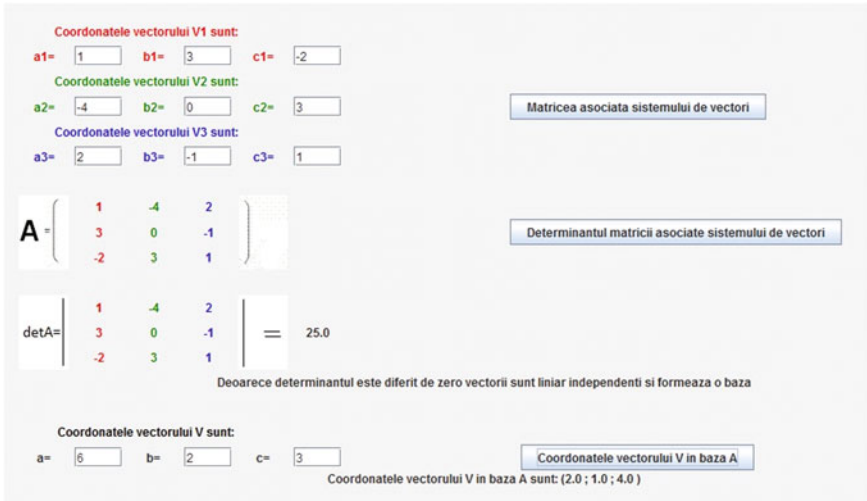 Coordonatele vectorului V1 sunt:
a1= 1 b1= 3 c1= -2
Coordonatele vectorului V2 sunt:
a2= -4 b2= 0 c2= 3
Matricea asociata sistemului de vectori
Coordonatele vectorului V3 sunt:
a3= 2 b3= -1 c3= 1
1 -4 2
A = 3 0 -1
-2 3 1
Determinantul matricii asociate sistemului de vectori
1 -4 2
detA= 3 0 -1 = 25.0
-2 3 1
Deoarece determinantul este diferit de zero vectorii sunt liniar independenti si formeaza o baza
Coordonatele vectorului V sunt:
a= 6 b= 2 c= 3
Coordonatele vectorului V in baza A
Coordonatele vectorului V in baza A sunt: (2.0 ; 1.0 ; 4.0 )